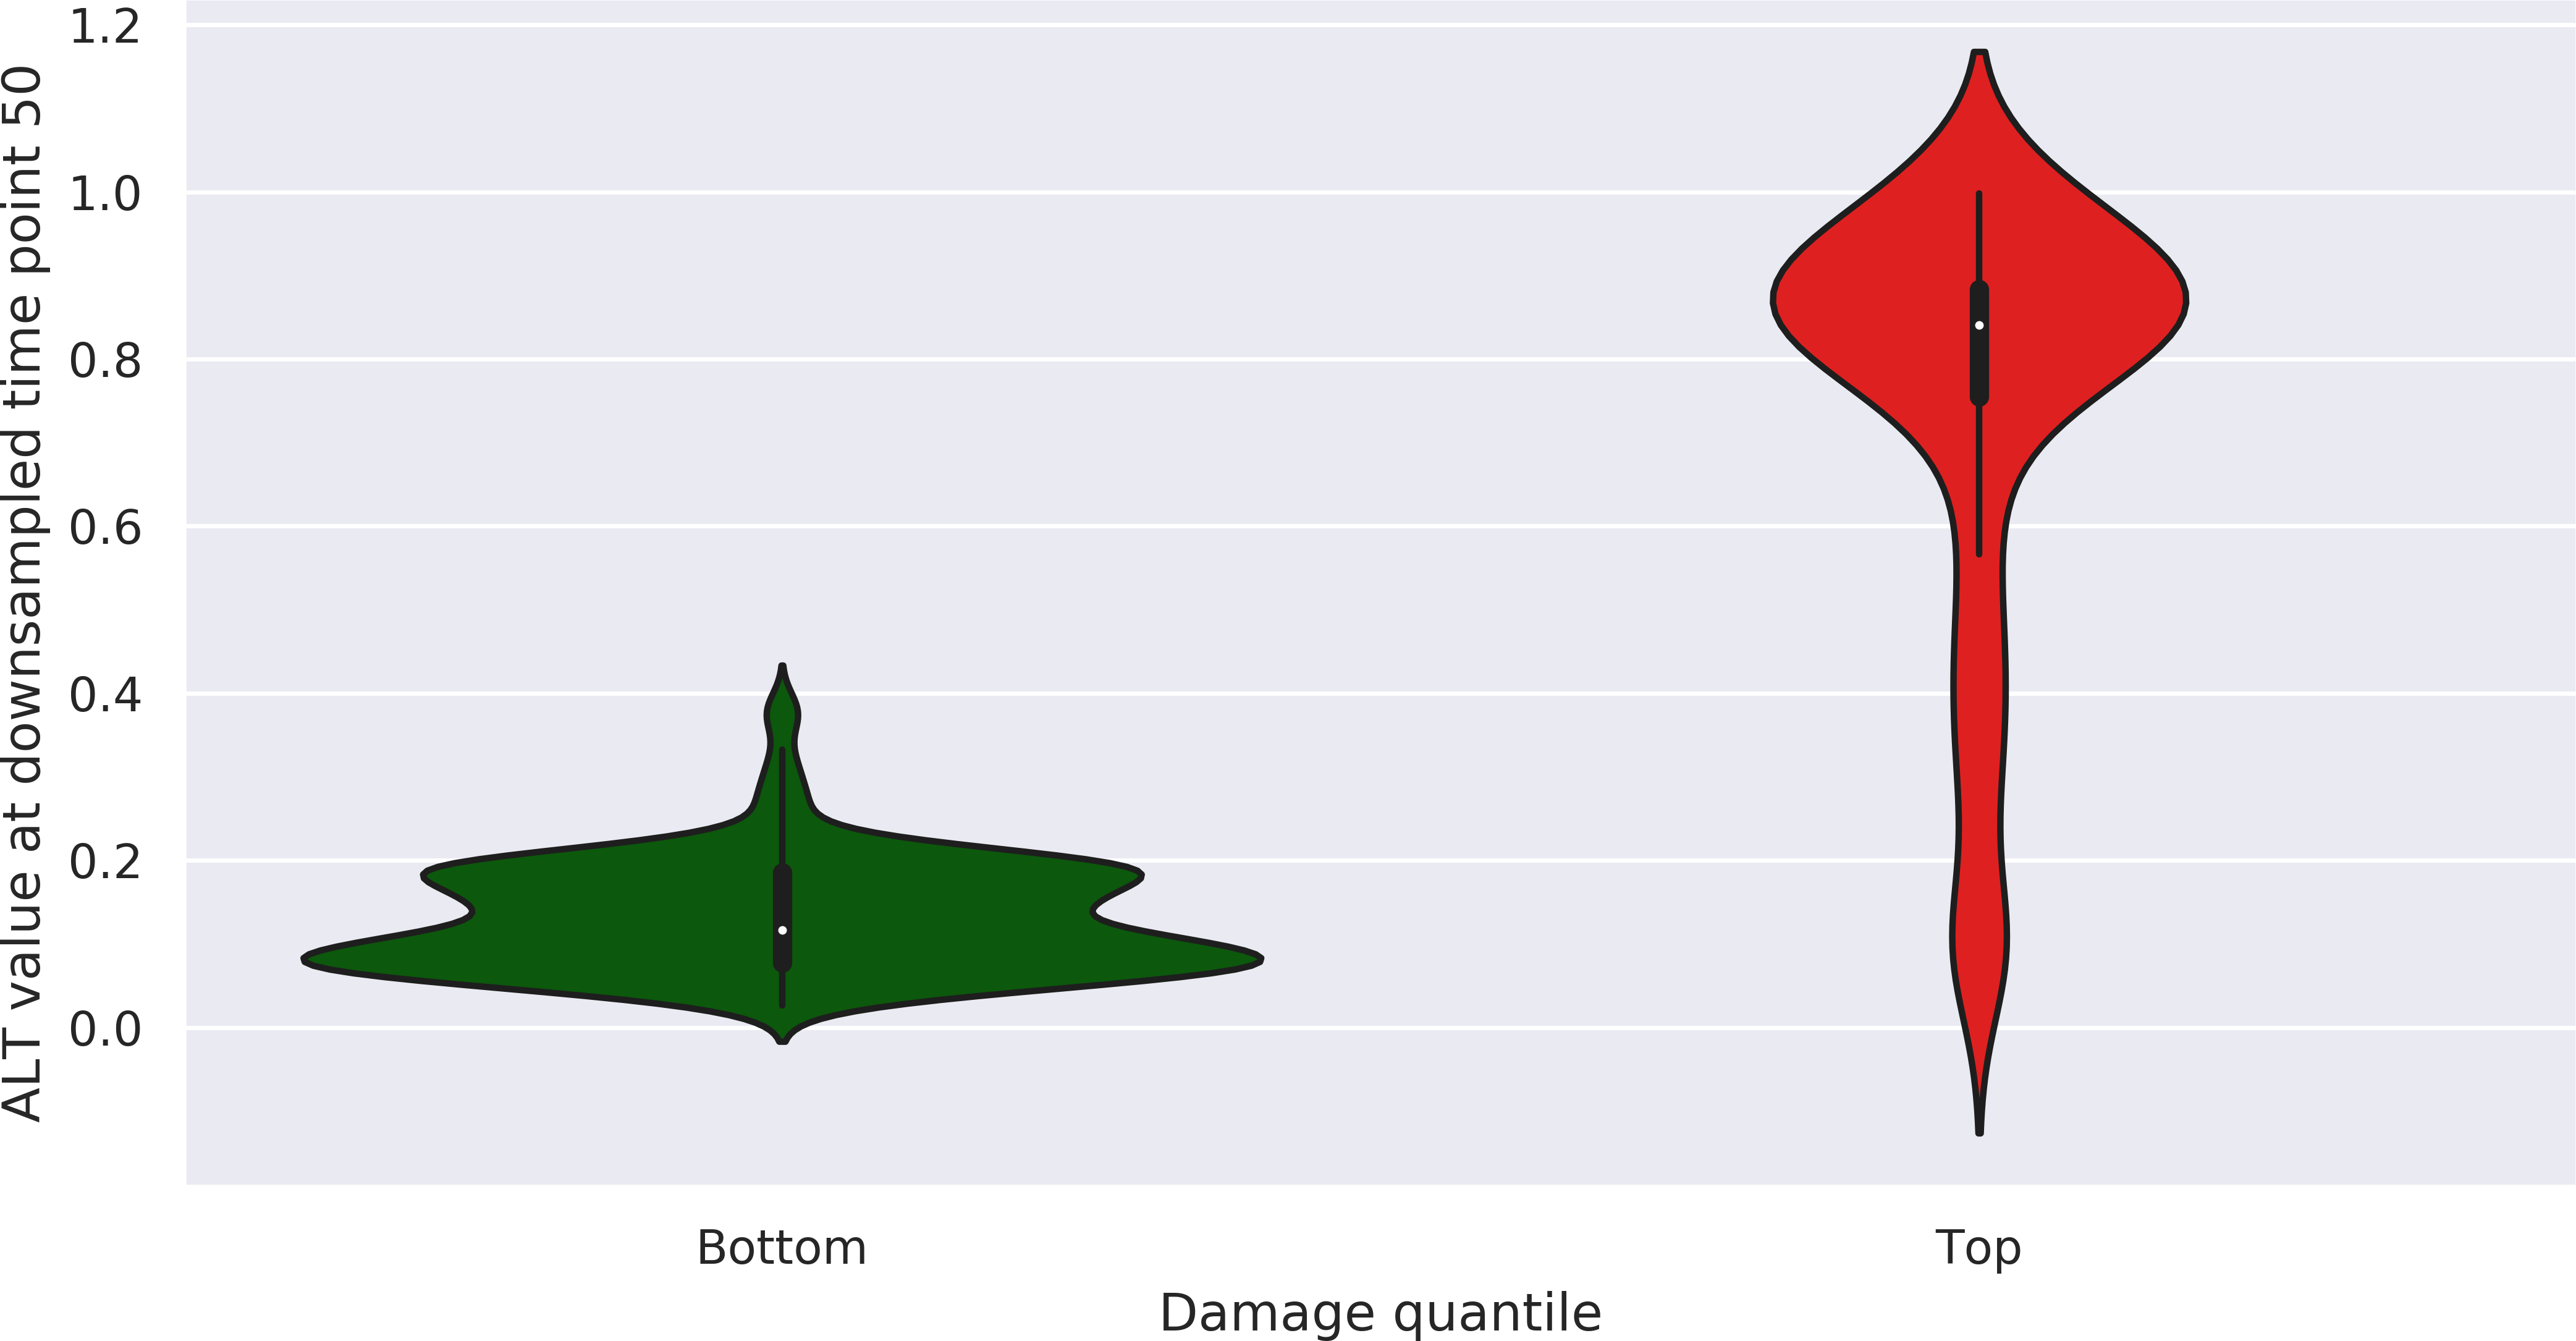 ALT value at downsampled time point 50
1.2
1.0
0.8
0.6
0.4
0.2
0.0
Bottom
Top
Damage quantile